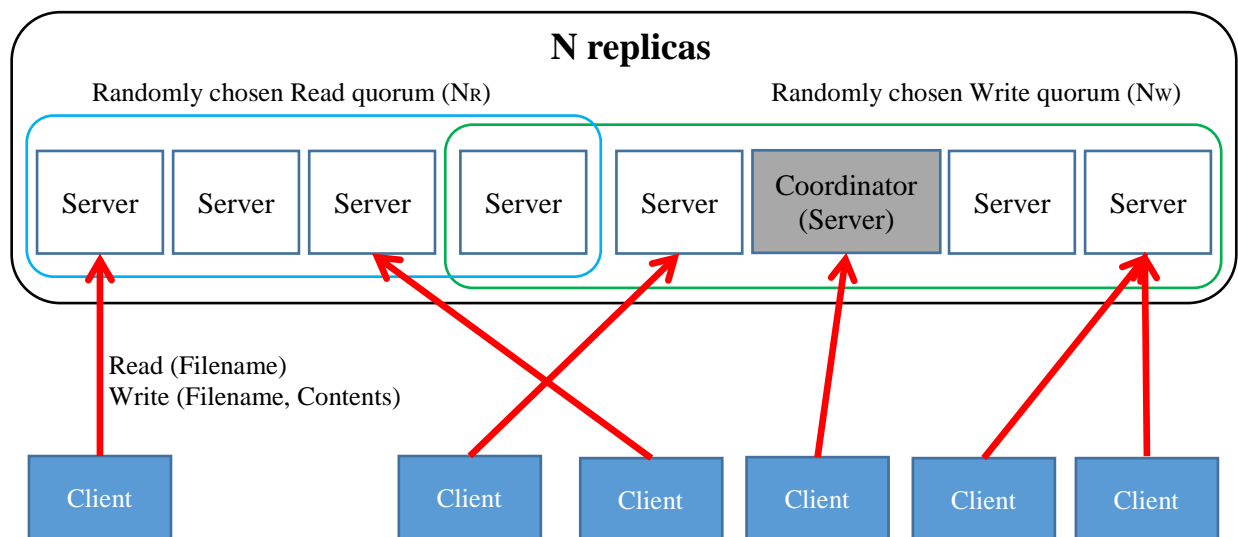 N replicas
Randomly chosen Read quorum (NR)
Randomly chosen Write quorum (NW)
Server
Server
Server
Server
Server
Coordinator
(Server)
Server
Server
Read (Filename)
Write (Filename, Contents)
Client
Client
Client
Client
Client
Client